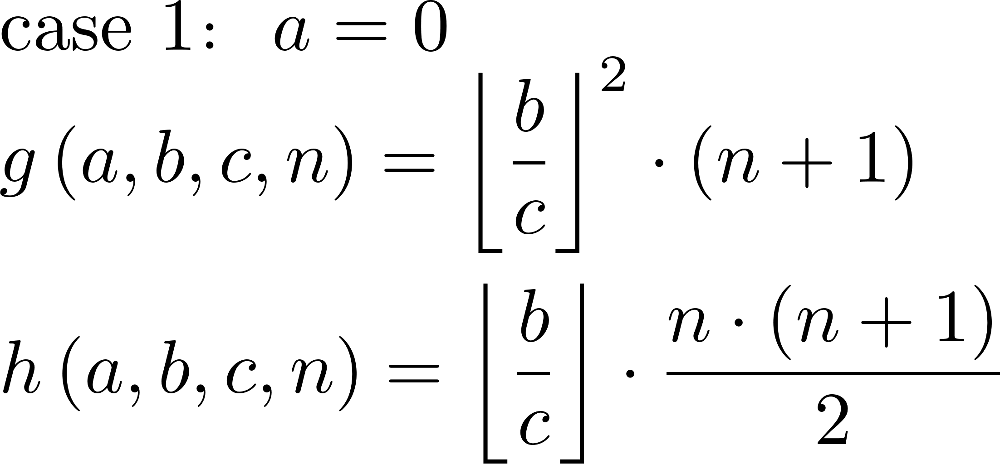 case 1: a = 0
g (a, b, c, n) = ⌊b/c⌋² · (n + 1)
h (a, b, c, n) = ⌊b/c⌋ · n · (n + 1)/2